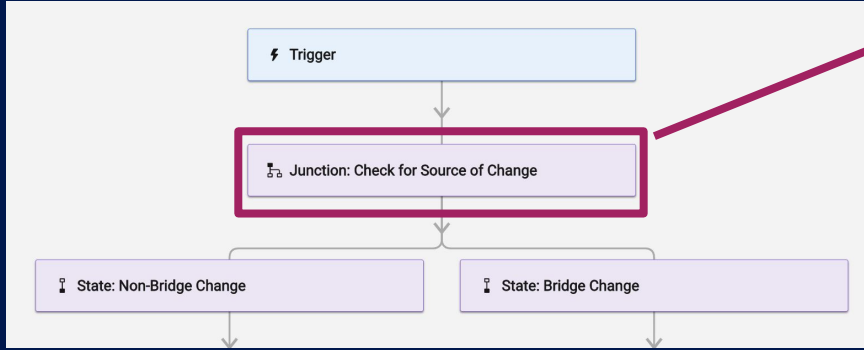 Trigger
Junction: Check for Source of Change
State: Non-Bridge Change
State: Bridge Change